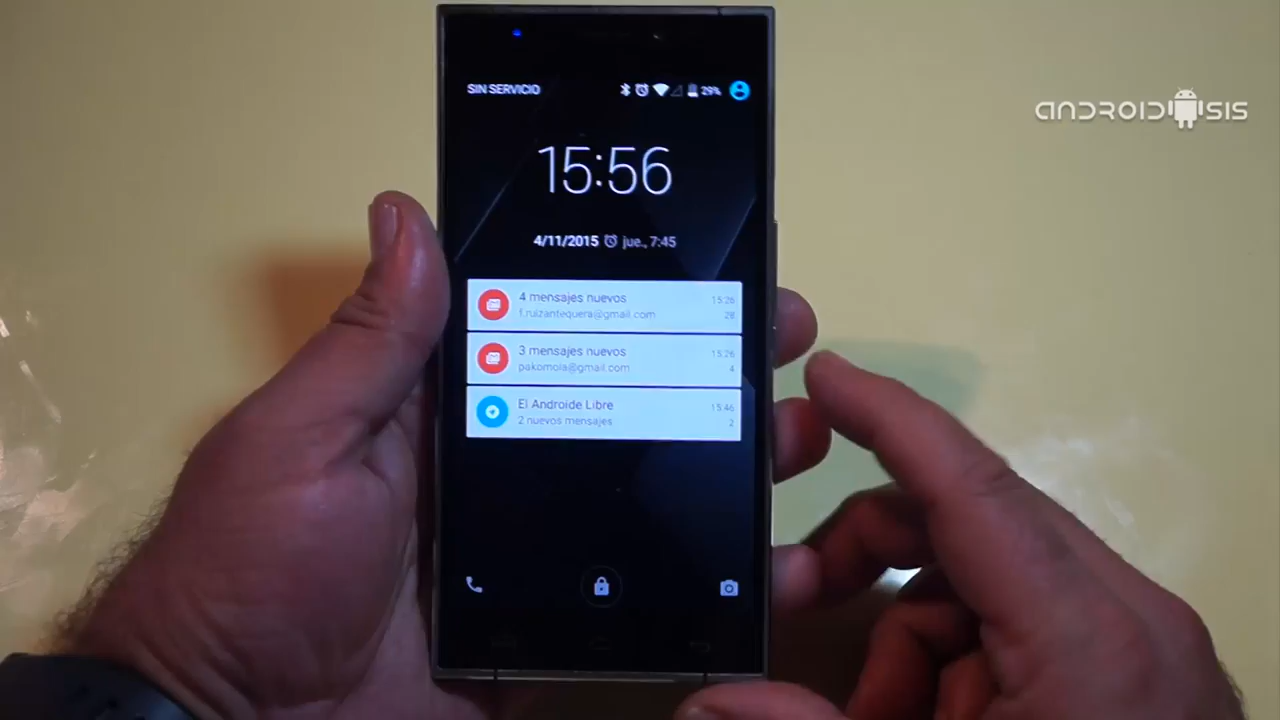 SIN SERVICIO
29%
ANDROIDSIS
15:56
4/11/2015 jue., 7:45
4 mensajes nuevos 15:26
f.ruizantequera@gmail.com 28
3 mensajes nuevos 15:26
pakomola@gmail.com 4
El Androide Libre 15:46
2 nuevos mensajes 2